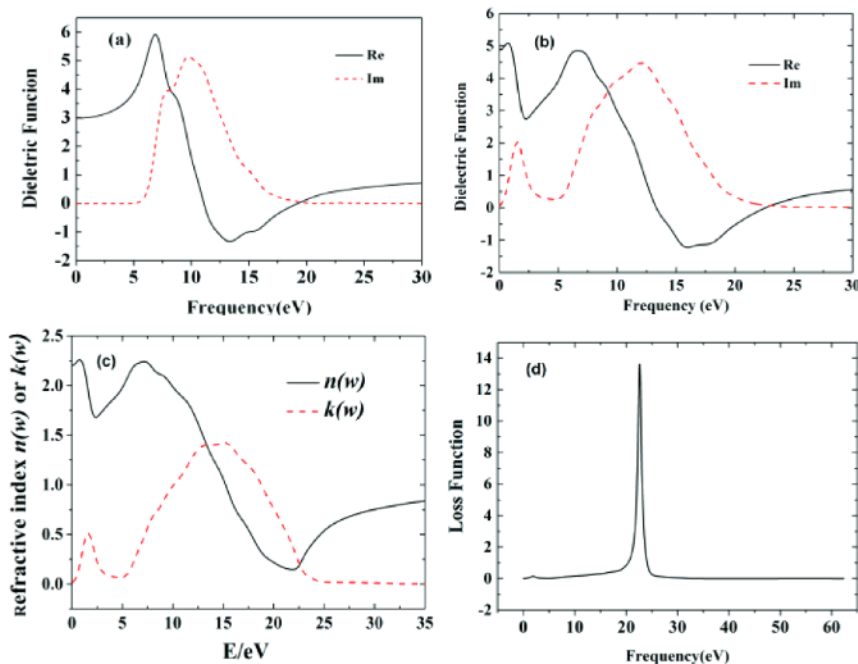 (a)
Re
Im
Dieletric Funcion
6
5
4
3
2
1
0
-1
-2
0 5 10 15 20 25 30
Frequency(eV)
(b)
Re
Im
Dielectric Function
7
6
5
4
3
2
1
0
-1
-2
0 5 10 15 20 25 30
Frequency (eV)
(c)
n(w)
k(w)
Refractive index n(w) or k(w)
2.5
2.0
1.5
1.0
0.5
0.0
0 5 10 15 20 25 30 35
E/eV
(d)
Loss Function
14
12
10
8
6
4
2
0
-2
0 10 20 30 40 50 60
Frequency(eV)